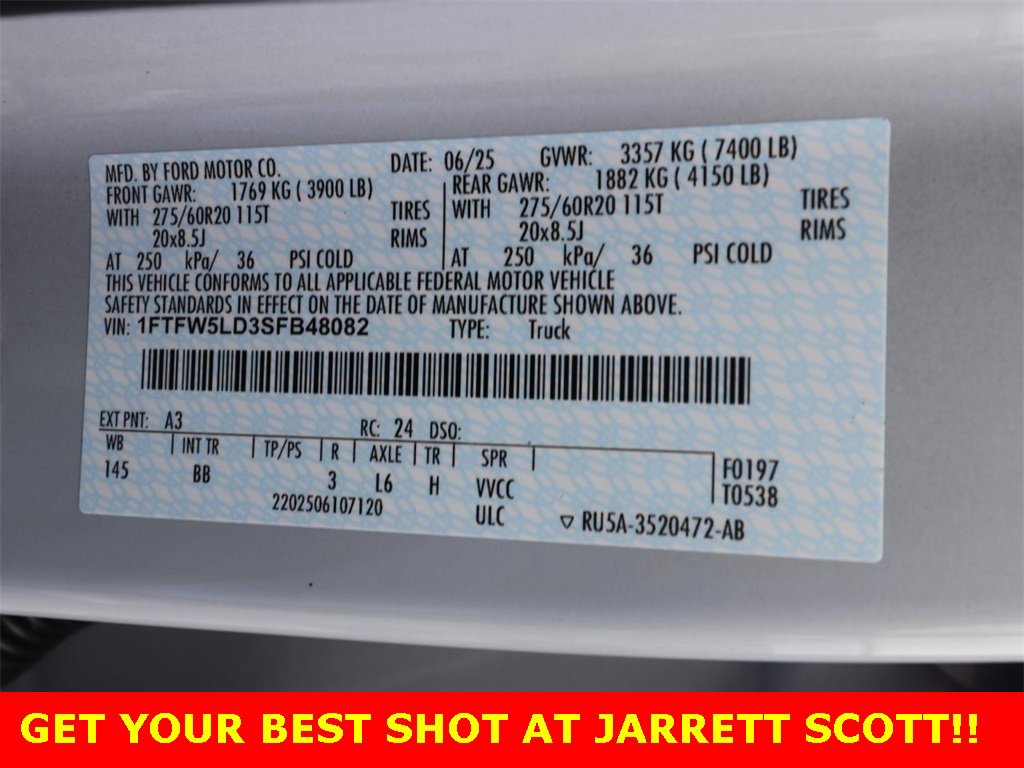 MFD. BY FORD MOTOR CO. DATE: 06/25 GVWR: 3357 KG ( 7400 LB)
FRONT GAWR: 1769 KG ( 3900 LB) REAR GAWR: 1882 KG ( 4150 LB)
WITH 275/60R20 115T TIRES WITH 275/60R20 115T TIRES
20x8.5J RIMS 20x8.5J RIMS
AT 250 kPa/ 36 PSI COLD AT 250 kPa/ 36 PSI COLD
THIS VEHICLE CONFORMS TO ALL APPLICABLE FEDERAL MOTOR VEHICLE
SAFETY STANDARDS IN EFFECT ON THE DATE OF MANUFACTURE SHOWN ABOVE.
VIN: 1FTFW5LD3SFB48082 TYPE: Truck
EXT PNT: A3 RC: 24 DSO:
WB INT TR TP/PS R AXLE TR SPR
145 BB 3 L6 H VVCC F0197
2202506107120 ULC T0538
RU5A-3520472-AB
GET YOUR BEST SHOT AT JARRETT SCOTT!!